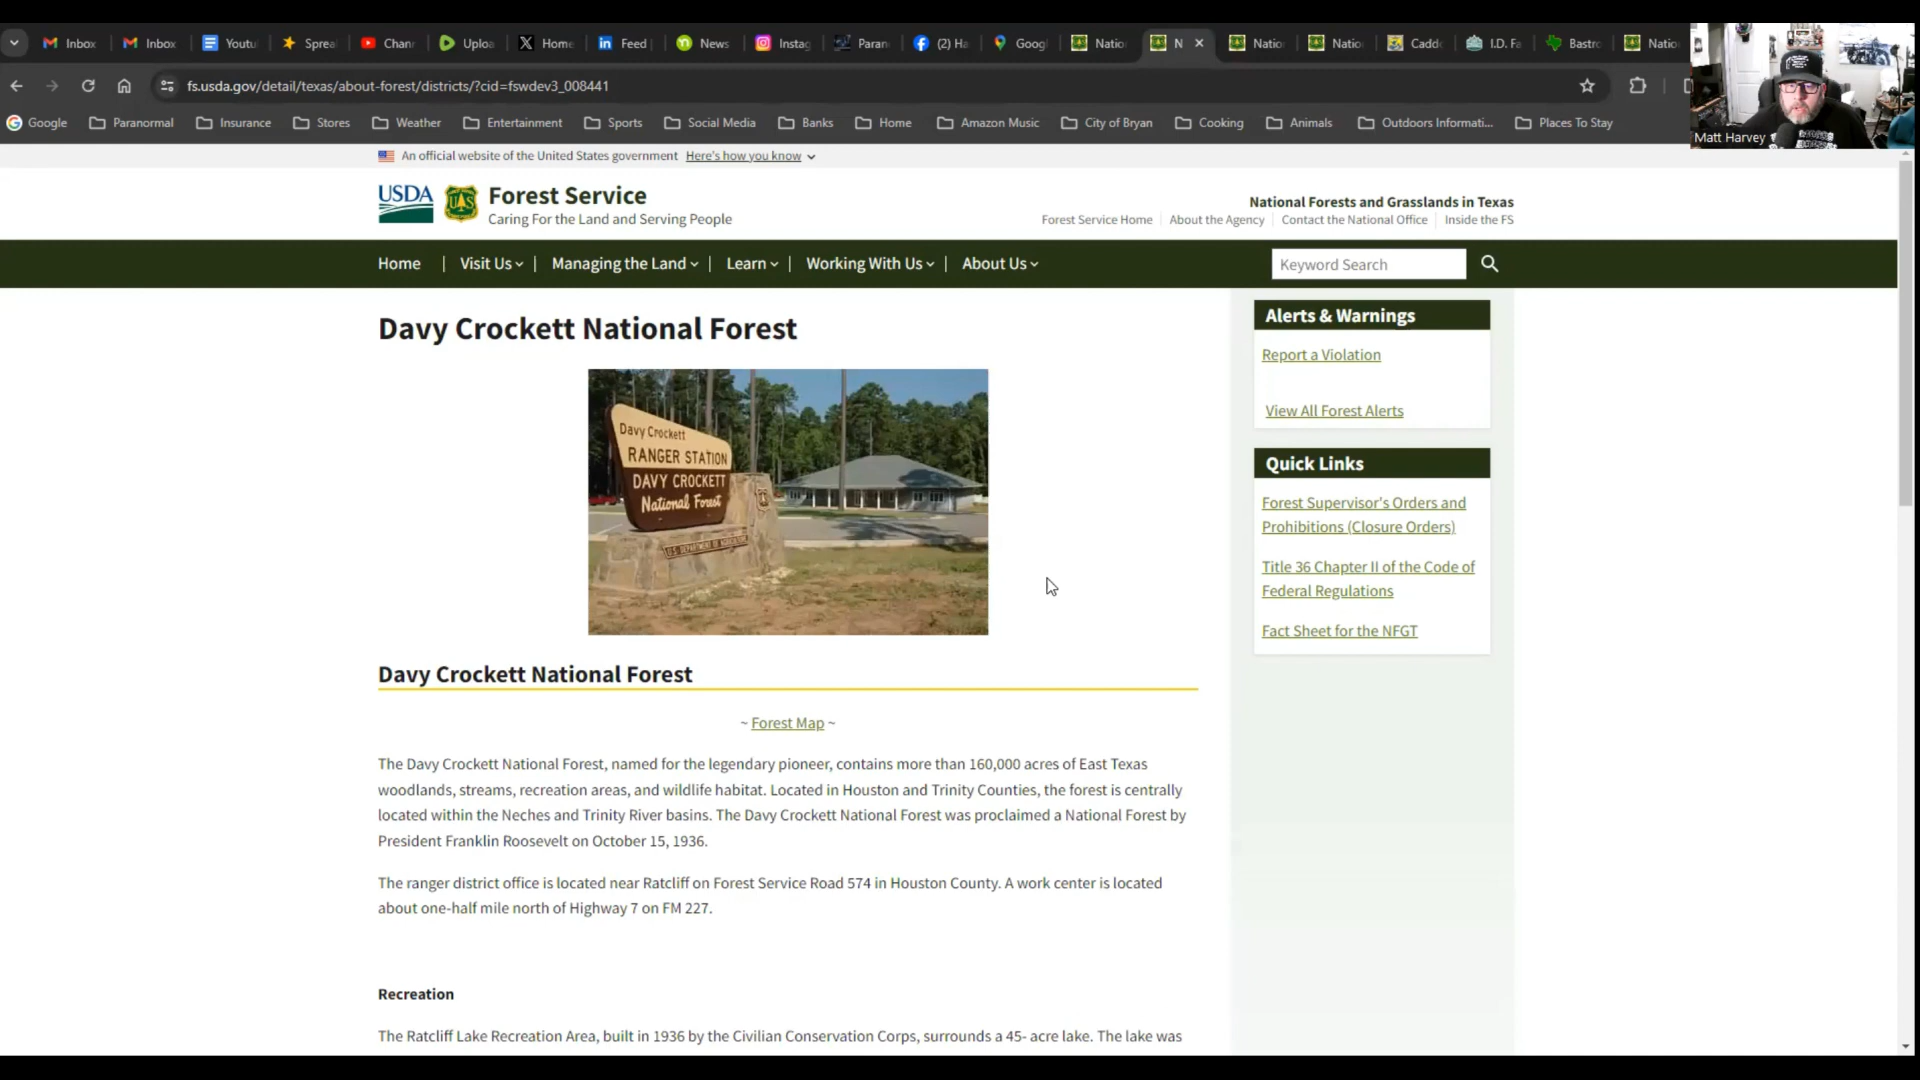 Inbox
Inbox
Youtu
Sprea
Chan
Uplo
Home
Feed
News
Instag
Paran
(2) Ha
Goog
Natio
N
Natio
Natio
Caddo
I.D. Fa
Bastro
Natio
fs.usda.gov/detail/texas/about-forest/districts/?cid=fswdev3_008441
Google
Paranormal
Insurance
Stores
Weather
Entertainment
Sports
Social Media
Banks
Home
Amazon Music
City of Bryan
Cooking
Animals
Outdoors Informati...
Places To Stay
Matt Harvey
An official website of the United States government Here's how you know
USDA
Forest Service
Caring For the Land and Serving People
National Forests and Grasslands in Texas
Forest Service Home
About the Agency
Contact the National Office
Inside the FS
Home
Visit Us
Managing the Land
Learn
Working With Us
About Us
Keyword Search
Davy Crockett National Forest
Davy Crockett
RANGER STATION
DAVY CROCKETT
National Forest
U.S. DEPARTMENT OF AGRICULTURE
Davy Crockett National Forest
~ Forest Map ~
The Davy Crockett National Forest, named for the legendary pioneer, contains more than 160,000 acres of East Texas
woodlands, streams, recreation areas, and wildlife habitat. Located in Houston and Trinity Counties, the forest is centrally
located within the Neches and Trinity River basins. The Davy Crockett National Forest was proclaimed a National Forest by
President Franklin Roosevelt on October 15, 1936.
The ranger district office is located near Ratcliff on Forest Service Road 574 in Houston County. A work center is located
about one-half mile north of Highway 7 on FM 227.
Recreation
The Ratcliff Lake Recreation Area, built in 1936 by the Civilian Conservation Corps, surrounds a 45- acre lake. The lake was
Alerts & Warnings
Report a Violation
View All Forest Alerts
Quick Links
Forest Supervisor's Orders and
Prohibitions (Closure Orders)
Title 36 Chapter II of the Code of
Federal Regulations
Fact Sheet for the NFGT